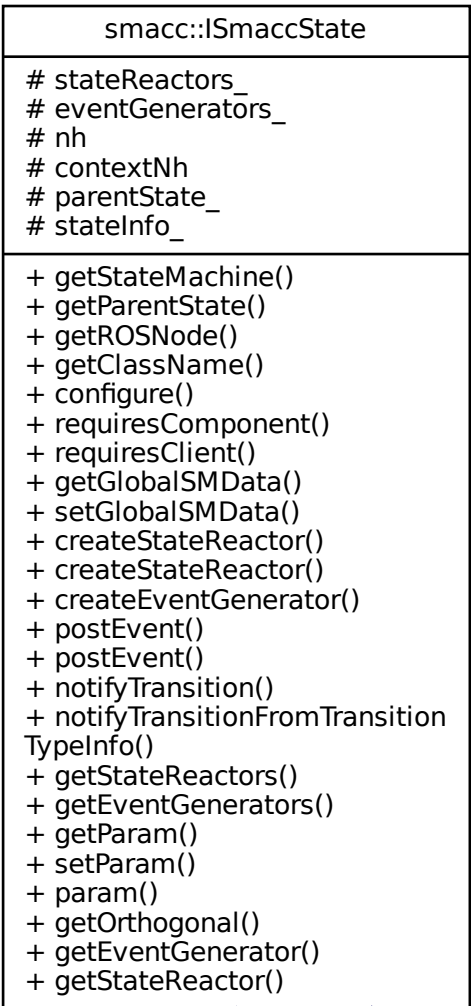 smacc::ISmaccState
# stateReactors_
# eventGenerators_
# nh
# contextNh
# parentState_
# stateInfo_
+ getStateMachine()
+ getParentState()
+ getROSNode()
+ getClassName()
+ configure()
+ requiresComponent()
+ requiresClient()
+ getGlobalSMData()
+ setGlobalSMData()
+ createStateReactor()
+ createStateReactor()
+ createEventGenerator()
+ postEvent()
+ postEvent()
+ notifyTransition()
+ notifyTransitionFromTransition
TypeInfo()
+ getStateReactors()
+ getEventGenerators()
+ getParam()
+ setParam()
+ param()
+ getOrthogonal()
+ getEventGenerator()
+ getStateReactor()